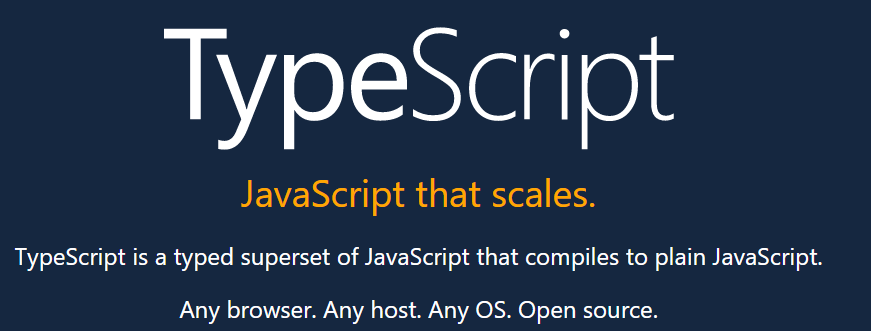 TypeScript
JavaScript that scales.
TypeScript is a typed superset of JavaScript that compiles to plain JavaScript.
Any browser. Any host. Any OS. Open source.